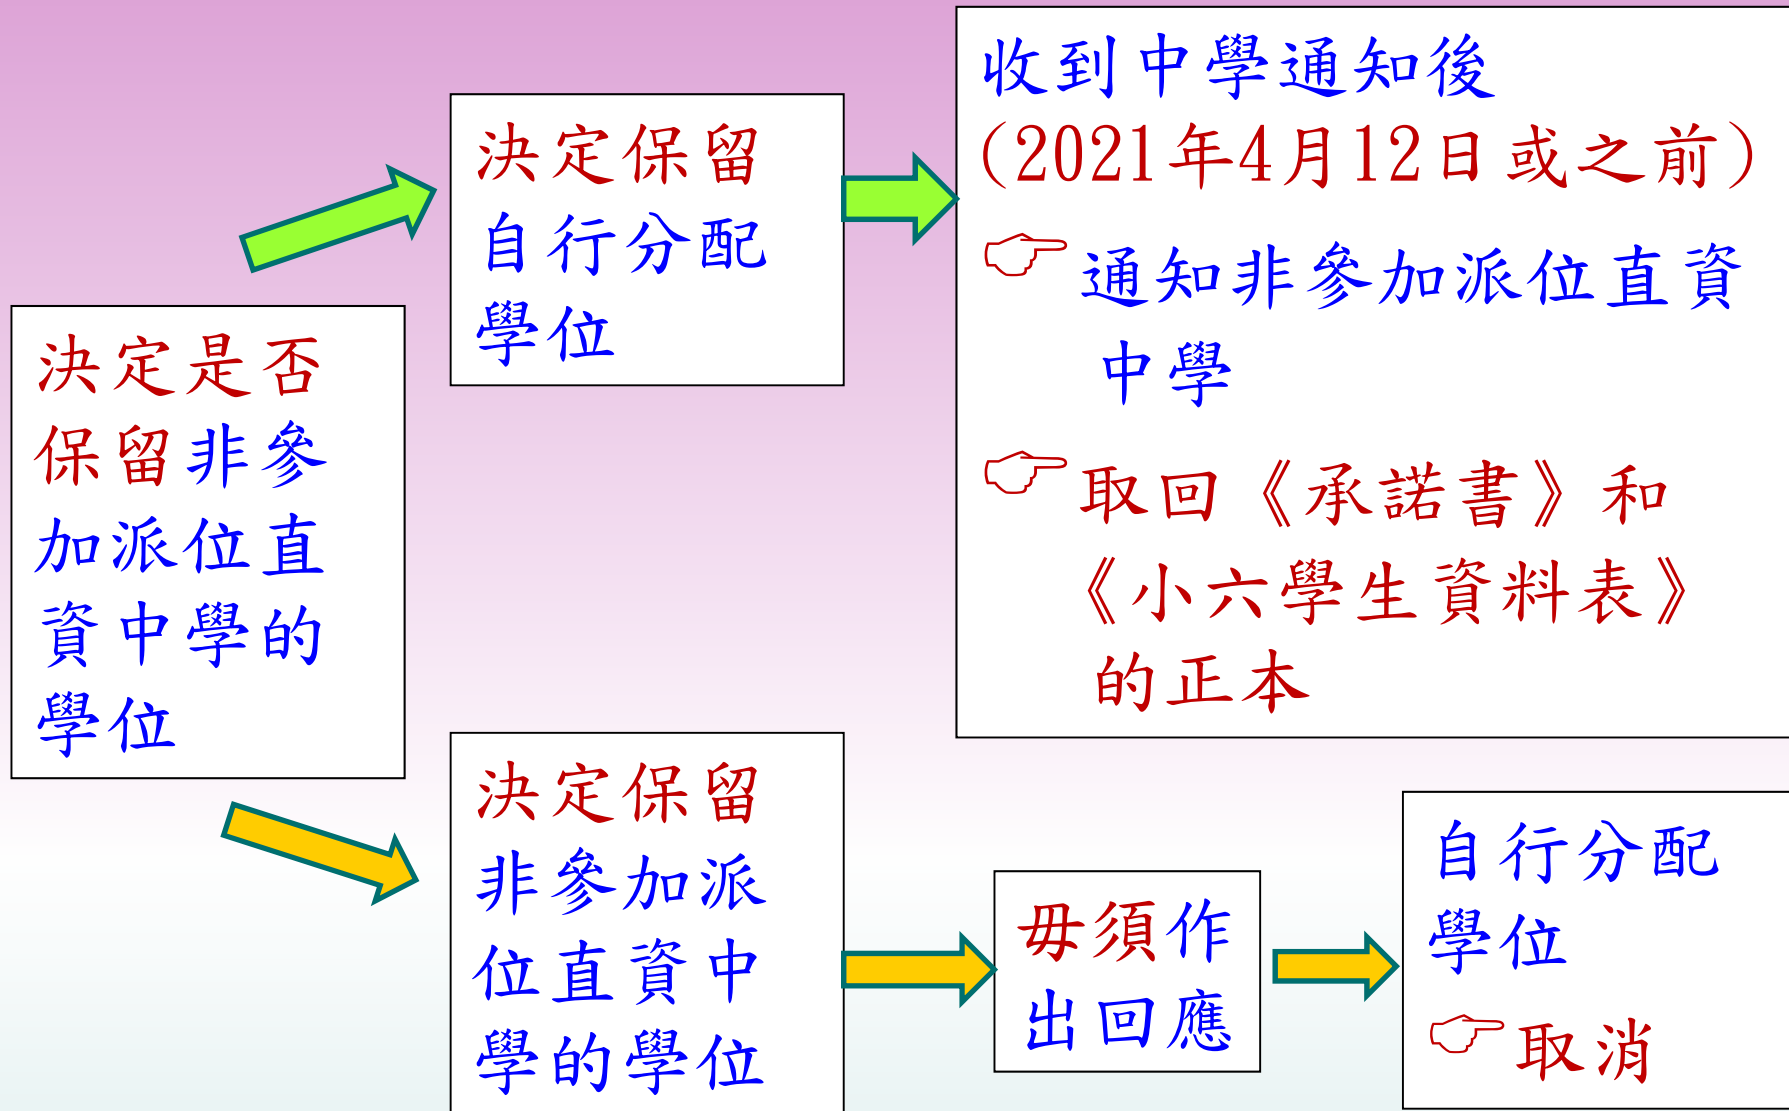 決定是否
保留非參
加派位直
資中學的
學位
決定保留
自行分配
學位
收到中學通知後
(2021年4月12日或之前)
通知非參加派位直資
中學
取回《承諾書》和
《小六學生資料表》
的正本
決定保留
非參加派
位直資中
學的學位
毋須作
出回應
自行分配
學位
取消